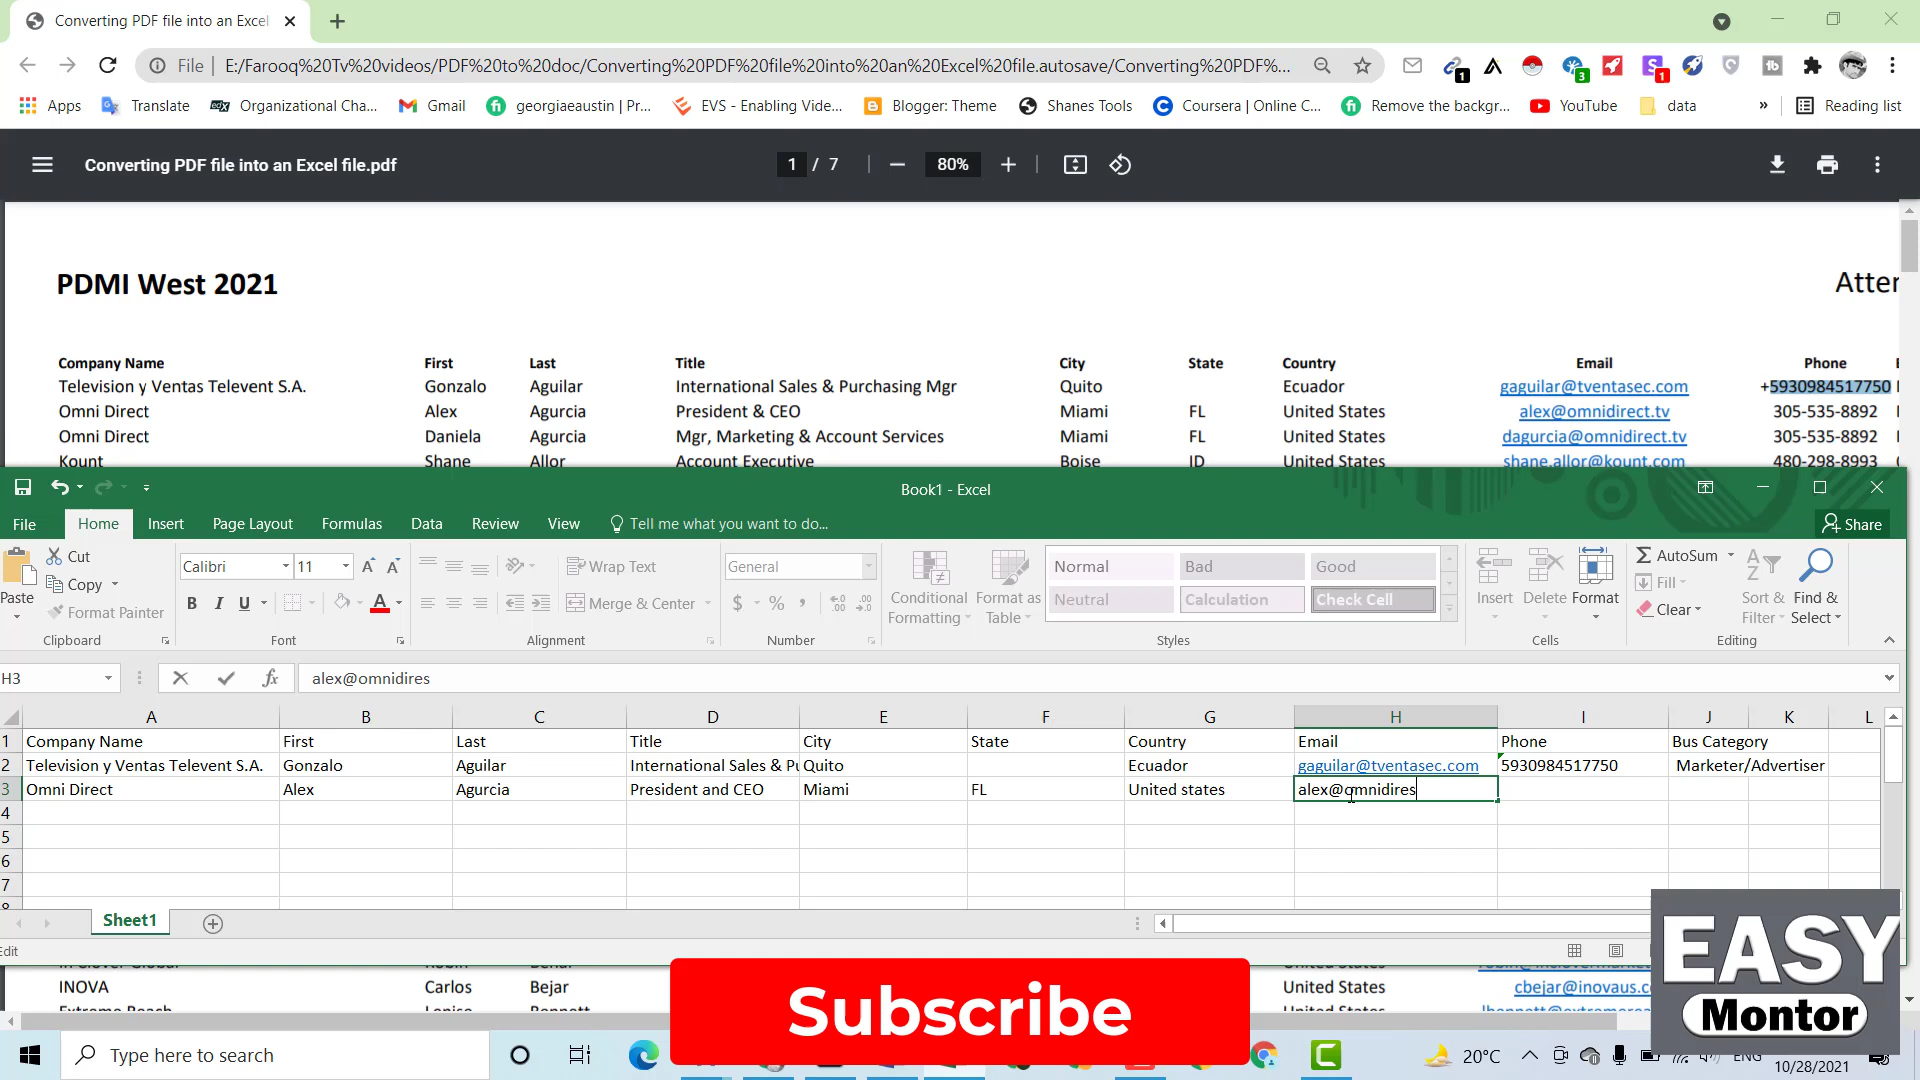 Converting PDF file into an Excel
File E:/Farooq%20Tv%20videos/PDF%20to%20doc/Converting%20PDF%20file%20into%20an%20Excel%20file.autosave/Converting%20PDF%...
1 3 1
Apps Translate Organizational Cha... Gmail georgiaeaustin | Pr... EVS - Enabling Vide... Blogger: Theme Shanes Tools Coursera | Online C... Remove the backgr... YouTube data » Reading list
Converting PDF file into an Excel file.pdf 1 / 7 80%
PDMI West 2021 Atter
Company Name First Last Title City State Country Email Phone
Television y Ventas Televent S.A. Gonzalo Aguilar International Sales & Purchasing Mgr Quito Ecuador gaguilar@tventasec.com +5930984517750
Omni Direct Alex Agurcia President & CEO Miami FL United States alex@omnidirect.tv 305-535-8892
Omni Direct Daniela Agurcia Mgr, Marketing & Account Services Miami FL United States dagurcia@omnidirect.tv 305-535-8892
Kount Shane Allor Account Executive Boise ID United States shane.allor@kount.com 480-298-8993
Book1 - Excel
File Home Insert Page Layout Formulas Data Review View Tell me what you want to do... Share
Paste Cut Copy Format Painter
Calibri 11 B I U A
Wrap Text Merge & Center
General $ % ,
Conditional Formatting Format as Table
Normal Bad Good
Neutral Calculation Check Cell
Insert Delete Format
AutoSum Fill Clear Sort & Filter Find & Select
Clipboard Font Alignment Number Styles Cells Editing
H3 fx alex@omnidires
A B C D E F G H I J K L
1 Company Name First Last Title City State Country Email Phone Bus Category
2 Television y Ventas Televent S.A. Gonzalo Aguilar International Sales & Pu Quito Ecuador gaguilar@tventasec.com 5930984517750 Marketer/Advertiser
3 Omni Direct Alex Agurcia President and CEO Miami FL United states alex@omnidires
4
5
6
7
8
Sheet1
Edit
United States
INOVA Carlos Bejar United States cbejar@inovaus.c
United States
Subscribe
EASY
Montor
Type here to search 20°C ENG
10/28/2021